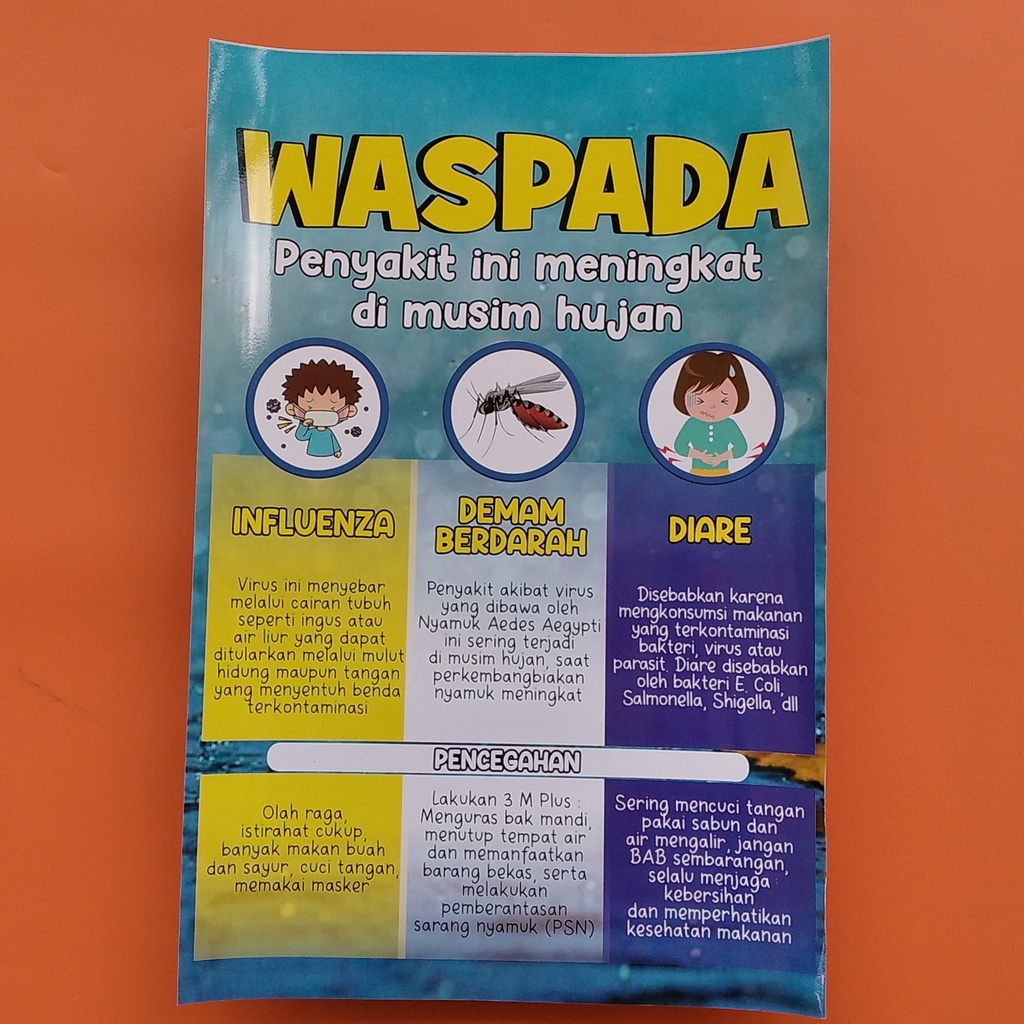 WASPADA
Penyakit ini meningkat
di musim hujan
INFLUENZA
Virus ini menyebar
melalui cairan tubuh
seperti ingus atau
air liur yang dapat
ditularkan melalui mulut
hidung maupun tangan
yang menyentuh benda
terkontaminasi
DEMAM
BERDARAH
Penyakit akibat virus
yang dibawa oleh
Nyamuk Aedes Aegypti
ini sering terjadi
di musim hujan, saat
perkembangbiakan
nyamuk meningkat
DIARE
Disebabkan karena
mengkonsumsi makanan
yang terkontaminasi
bakteri, virus atau
parasit. Diare disebabkan
oleh bakteri E. Coli,
Salmonella, Shigella, dll
PENCEGAHAN
Olah raga,
istirahat cukup,
banyak makan buah
dan sayur, cuci tangan,
memakai masker
Lakukan 3 M Plus :
Menguras bak mandi,
menutup tempat air
dan memanfaatkan
barang bekas, serta
melakukan
pemberantasan
sarang nyamuk (PSN)
Sering mencuci tangan
pakai sabun dan
air mengalir, jangan
BAB sembarangan,
selalu menjaga
kebersihan
dan memperhatikan
kesehatan makanan